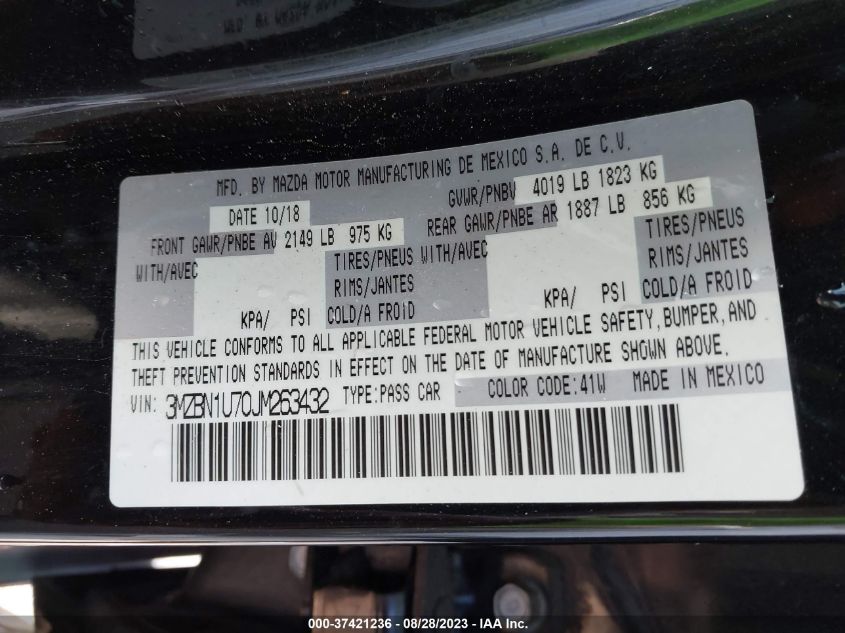 MFD. BY MAZDA MOTOR MANUFACTURING DE MEXICO S.A. DE C.V.
DATE 10/18 GVWR/PNBV 4019 LB 1823 KG
FRONT GAWR/PNBE AV 2149 LB 975 KG REAR GAWR/PNBE AR 1887 LB 856 KG
WITH/AVEC TIRES/PNEUS WITH/AVEC TIRES/PNEUS
RIMS/JANTES RIMS/JANTES
KPA/ PSI COLD/A FROID KPA/ PSI COLD/A FROID
THIS VEHICLE CONFORMS TO ALL APPLICABLE FEDERAL MOTOR VEHICLE SAFETY, BUMPER, AND
THEFT PREVENTION STANDARDS IN EFFECT ON THE DATE OF MANUFACTURE SHOWN ABOVE.
VIN: 3MZBN1U70JM263432 TYPE:PASS CAR COLOR CODE:41W MADE IN MEXICO
000-37421236 - 08/28/2023 - IAA Inc.